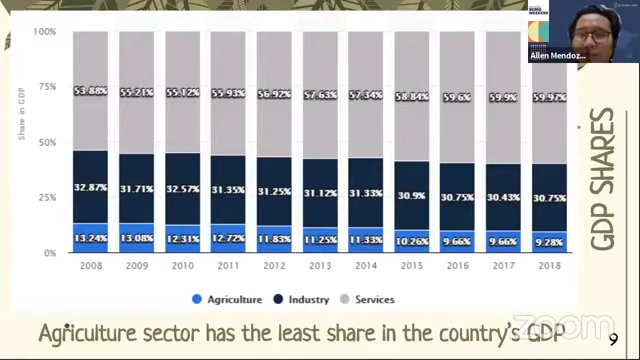 100%
75%
50%
25%
0%
Share in GDP
53.88% 55.21% 55.12% 55.93% 56.92% 57.63% 57.34% 58.84% 59.6% 59.9% 59.97%
32.87% 31.71% 32.57% 31.35% 31.25% 31.12% 31.33% 30.9% 30.75% 30.43% 30.75%
13.24% 13.08% 12.31% 12.72% 11.83% 11.25% 11.33% 10.26% 9.66% 9.66% 9.28%
2008 2009 2010 2011 2012 2013 2014 2015 2016 2017 2018
Agriculture Industry Services
GDP SHARES
Allen Mendoz...
Agriculture sector has the least share in the country's GDP
zoom
9